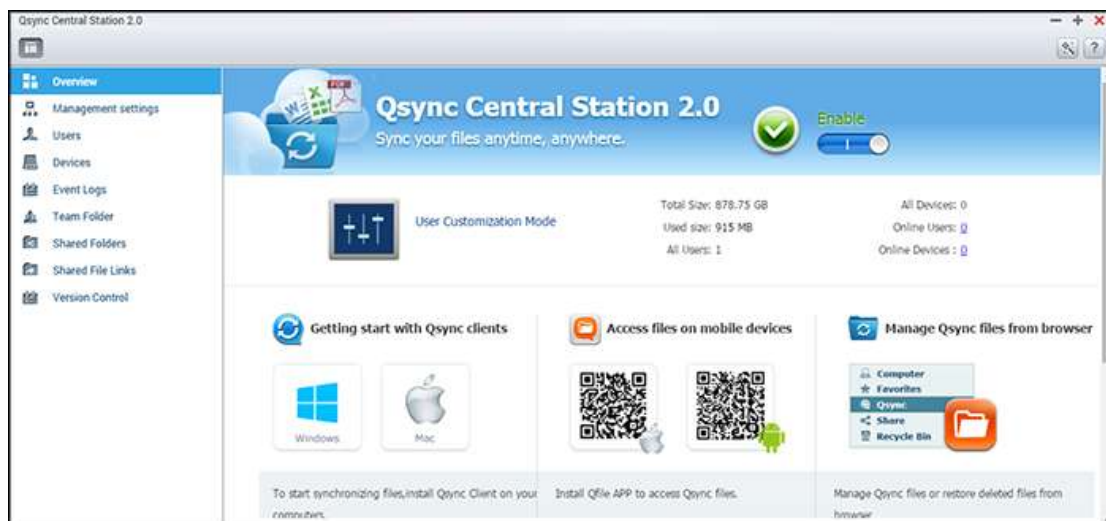 Qsync Central Station 2.0
Overview
Management settings
Users
Devices
Event Logs
Team Folder
Shared Folders
Shared File Links
Version Control
W X PDF
Qsync Central Station 2.0
Sync your files anytime, anywhere.
Enable
User Customization Mode
Total Size: 878.75 GB
Used size: 915 MB
All Users: 1
All Devices: 0
Online Users: 0
Online Devices : 0
Getting start with Qsync clients
Windows
Mac
To start synchronizing files,install Qsync Client on your
computers.
Access files on mobile devices
Install Qfile APP to access Qsync files.
Manage Qsync files from browser
Computer
Favorites
Qsync
Share
Recycle Bin
Manage Qsync files or restore deleted files from
browser